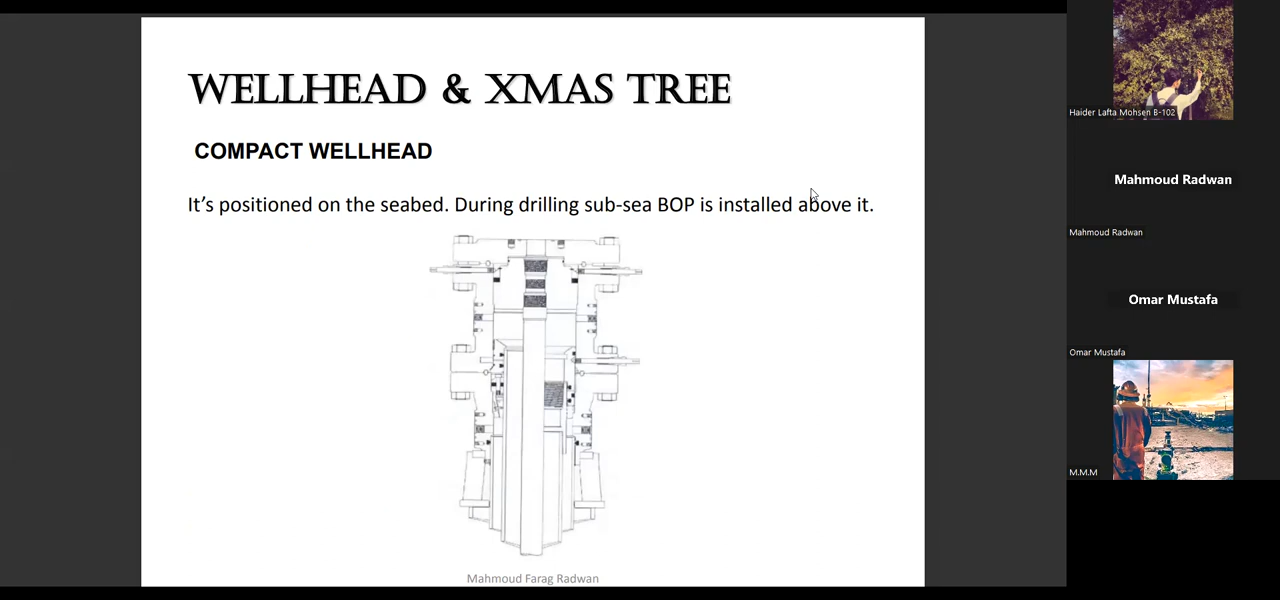 WELLHEAD & XMAS TREE
COMPACT WELLHEAD
It's positioned on the seabed. During drilling sub-sea BOP is installed above it.
Mahmoud Farag Radwan
Haider Lafta Mohsen B-102
Mahmoud Radwan
Mahmoud Radwan
Omar Mustafa
Omar Mustafa
M.M.M